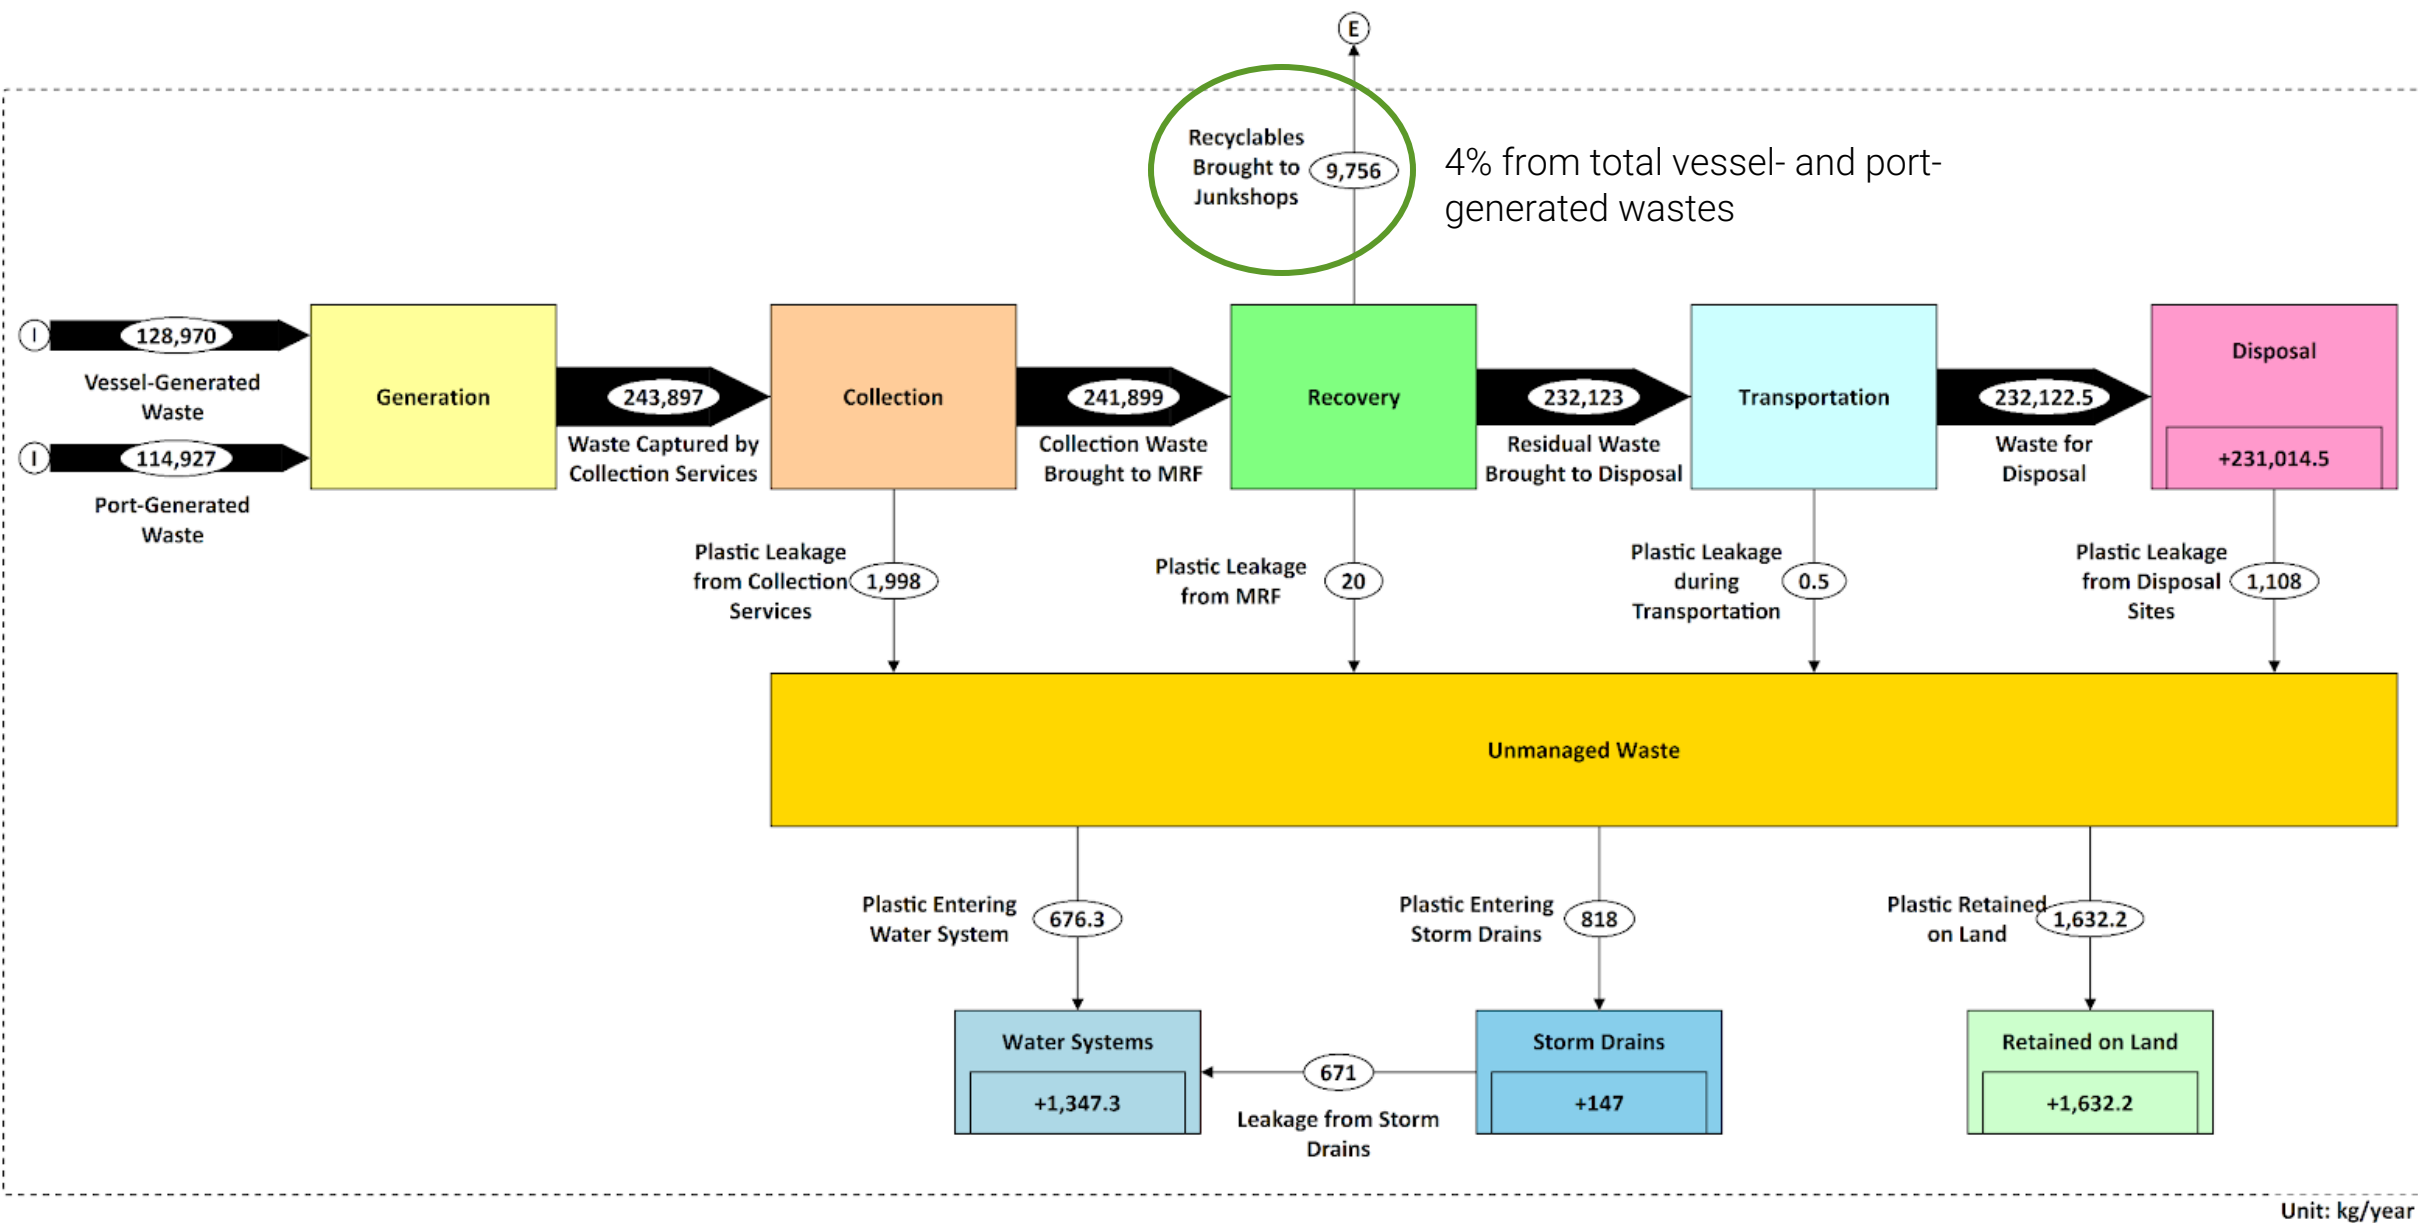 E
Recyclables
Brought to
Junkshops
9,756
4% from total vessel- and port-
generated wastes
I
128,970
Vessel-Generated
Waste
I
114,927
Port-Generated
Waste
Generation
243,897
Waste Captured by
Collection Services
Collection
241,899
Collection Waste
Brought to MRF
Recovery
232,123
Residual Waste
Brought to Disposal
Transportation
232,122.5
Waste for
Disposal
Disposal
+231,014.5
Plastic Leakage
from Collection
Services
1,998
Plastic Leakage
from MRF
20
Plastic Leakage
during
Transportation
0.5
Plastic Leakage
from Disposal
Sites
1,108
Unmanaged Waste
Plastic Entering
Water System
676.3
Plastic Entering
Storm Drains
818
Plastic Retained
on Land
1,632.2
Water Systems
+1,347.3
671
Leakage from Storm
Drains
Storm Drains
+147
Retained on Land
+1,632.2
Unit: kg/year